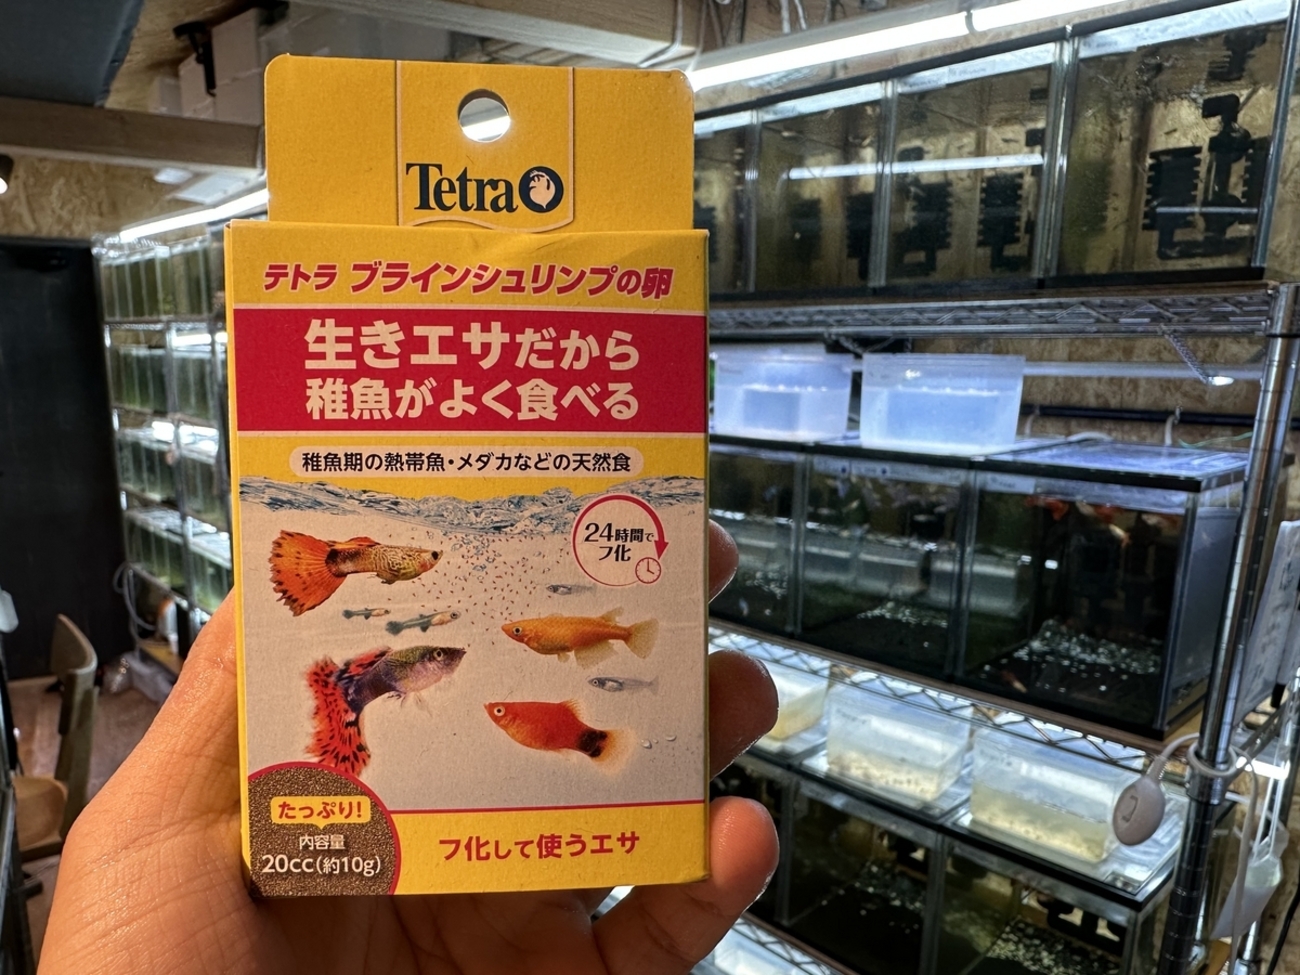 Tetra
テトラ ブラインシュリンプの卵
生きエサだから
稚魚がよく食べる
稚魚期の熱帯魚・メダカなどの天然食
24時間で
フ化
たっぷり!
内容量
20cc(約10g)
フ化して使うエサ